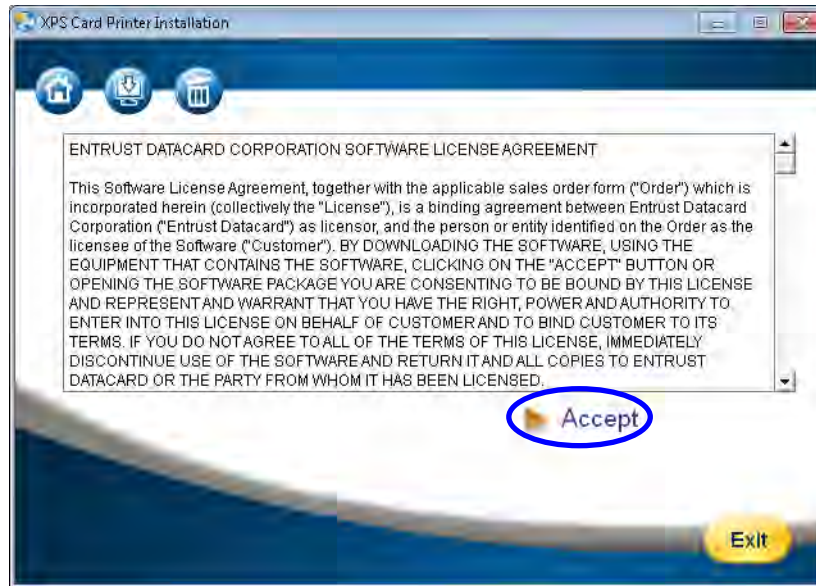 XPS Card Printer Installation
ENTRUST DATACARD CORPORATION SOFTWARE LICENSE AGREEMENT
This Software License Agreement, together with the applicable sales order form ("Order") which is
incorporated herein (collectively the "License"), is a binding agreement between Entrust Datacard
Corporation ("Entrust Datacard") as licensor, and the person or entity identified on the Order as the
licensee of the Software ("Customer"). BY DOWNLOADING THE SOFTWARE, USING THE
EQUIPMENT THAT CONTAINS THE SOFTWARE, CLICKING ON THE "ACCEPT" BUTTON OR
OPENING THE SOFTWARE PACKAGE YOU ARE CONSENTING TO BE BOUND BY THIS LICENSE
AND REPRESENT AND WARRANT THAT YOU HAVE THE RIGHT, POWER AND AUTHORITY TO
ENTER INTO THIS LICENSE ON BEHALF OF CUSTOMER AND TO BIND CUSTOMER TO ITS
TERMS. IF YOU DO NOT AGREE TO ALL OF THE TERMS OF THIS LICENSE, IMMEDIATELY
DISCONTINUE USE OF THE SOFTWARE AND RETURN IT AND ALL COPIES TO ENTRUST
DATACARD OR THE PARTY FROM WHOM IT HAS BEEN LICENSED.
Accept
Exit